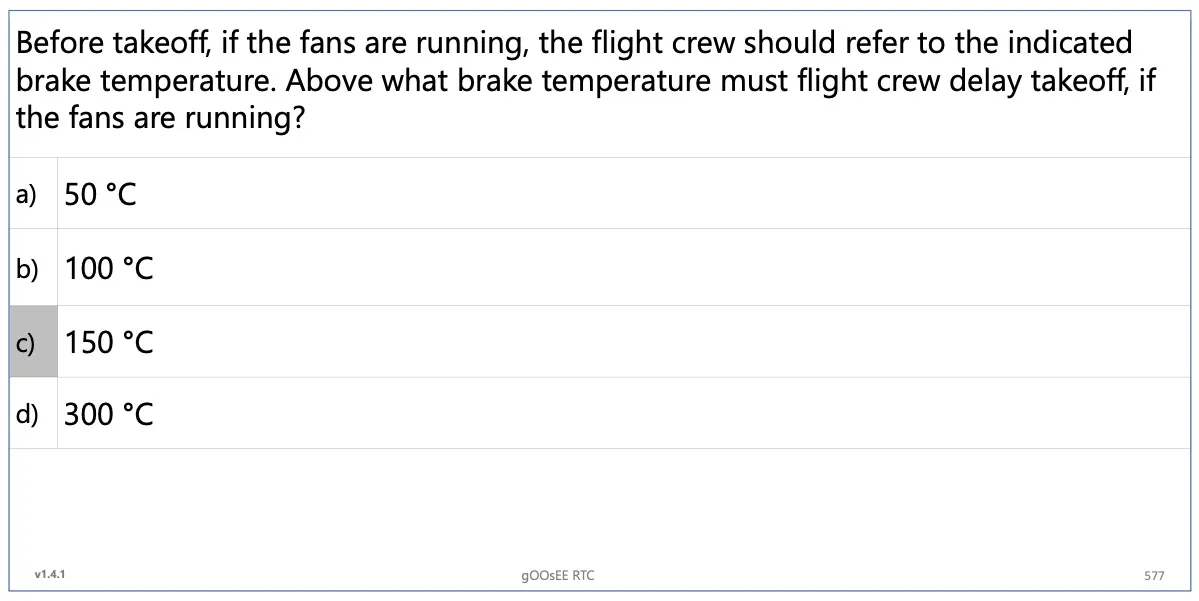 Before takeoff, if the fans are running, the flight crew should refer to the indicated
brake temperature. Above what brake temperature must flight crew delay takeoff, if
the fans are running?
a) 50 °C
b) 100 °C
c) 150 °C
d) 300 °C
v1.4.1 gOOsEE RTC 577